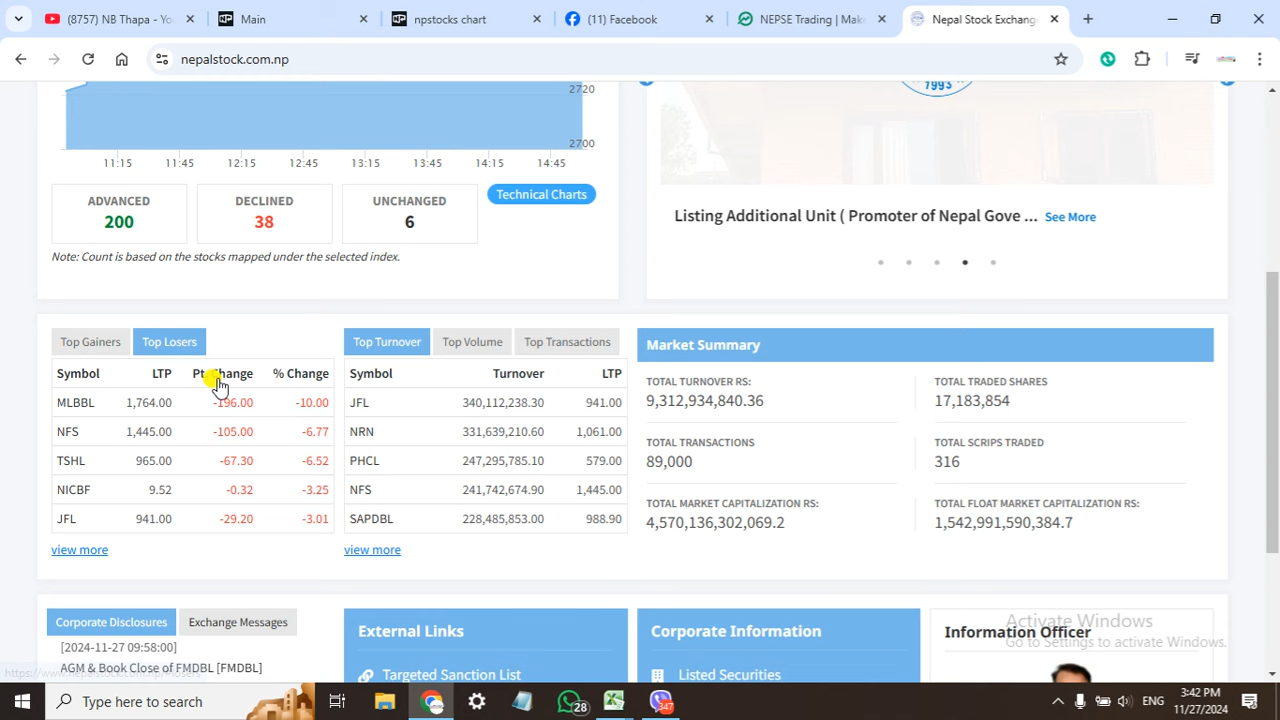 (8757) NB Thapa - Yo
Main
npstocks chart
(11) Facebook
NEPSE Trading | Mak
Nepal Stock Exchang
nepalstock.com.np
2720
2700
11:15 11:45 12:15 12:45 13:15 13:45 14:15 14:45
ADVANCED
200
DECLINED
38
UNCHANGED
6
Technical Charts
Note: Count is based on the stocks mapped under the selected index.
1993
Listing Additional Unit ( Promoter of Nepal Gove ... See More
Top Gainers Top Losers
Symbol LTP Pt. Change % Change
MLBBL 1,764.00 -196.00 -10.00
NFS 1,445.00 -105.00 -6.77
TSHL 965.00 -67.30 -6.52
NICBF 9.52 -0.32 -3.25
JFL 941.00 -29.20 -3.01
view more
Top Turnover Top Volume Top Transactions
Symbol Turnover LTP
JFL 340,112,238.30 941.00
NRN 331,639,210.60 1,061.00
PHCL 247,295,785.10 579.00
NFS 241,742,674.90 1,445.00
SAPDBL 228,485,853.00 988.90
view more
Market Summary
TOTAL TURNOVER RS:
9,312,934,840.36
TOTAL TRADED SHARES
17,183,854
TOTAL TRANSACTIONS
89,000
TOTAL SCRIPS TRADED
316
TOTAL MARKET CAPITALIZATION RS:
4,570,136,302,069.2
TOTAL FLOAT MARKET CAPITALIZATION RS:
1,542,991,590,384.7
Corporate Disclosures Exchange Messages
[2024-11-27 09:58:00]
AGM & Book Close of FMDBL [FMDBL]
External Links
Targeted Sanction List
Corporate Information
Listed Securities
Information Officer
Activate Windows
Go to Settings to activate Windows.
Type here to search
28
347
ENG
3:42 PM
11/27/2024